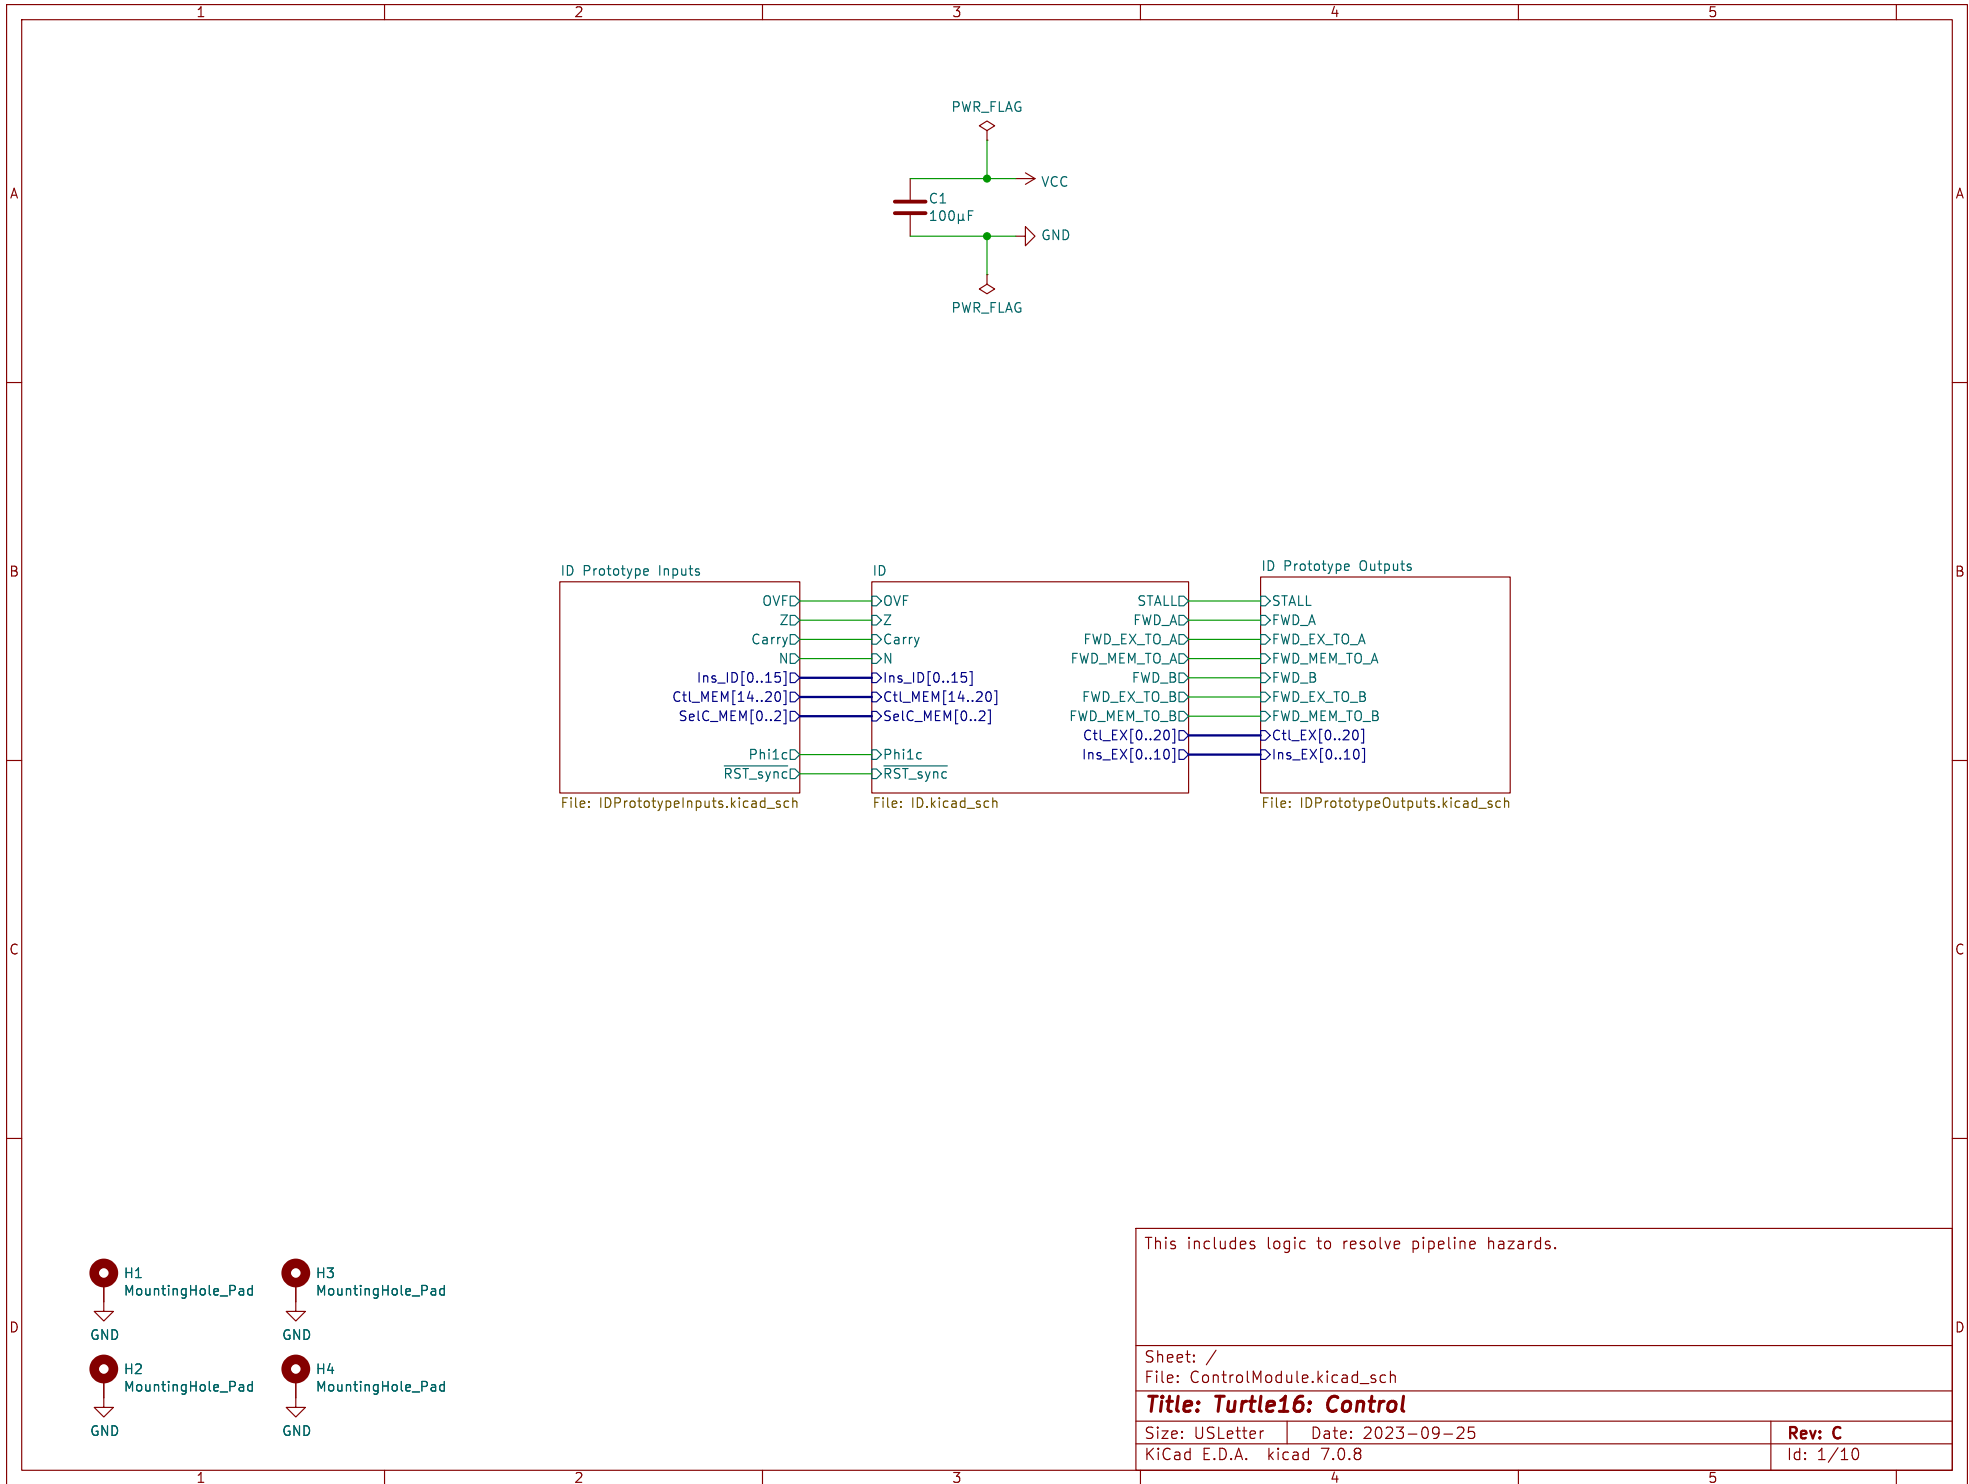 1 2 3 4 5
A A
B B
C C
D D
PWR_FLAG
VCC
C1
100µF
GND
PWR_FLAG
ID Prototype Inputs
OVF
Z
Carry
N
Ins_ID[0..15]
Ctl_MEM[14..20]
SelC_MEM[0..2]
Phi1c
RST_sync
File: IDPrototypeInputs.kicad_sch
ID
OVF
Z
Carry
N
Ins_ID[0..15]
Ctl_MEM[14..20]
SelC_MEM[0..2]
Phi1c
RST_sync
STALL
FWD_A
FWD_EX_TO_A
FWD_MEM_TO_A
FWD_B
FWD_EX_TO_B
FWD_MEM_TO_B
Ctl_EX[0..20]
Ins_EX[0..10]
File: ID.kicad_sch
ID Prototype Outputs
STALL
FWD_A
FWD_EX_TO_A
FWD_MEM_TO_A
FWD_B
FWD_EX_TO_B
FWD_MEM_TO_B
Ctl_EX[0..20]
Ins_EX[0..10]
File: IDPrototypeOutputs.kicad_sch
H1
MountingHole_Pad
GND
H3
MountingHole_Pad
GND
H2
MountingHole_Pad
GND
H4
MountingHole_Pad
GND
This includes logic to resolve pipeline hazards.
Sheet: /
File: ControlModule.kicad_sch
Title: Turtle16: Control
Size: USLetter Date: 2023-09-25 Rev: C
KiCad E.D.A. kicad 7.0.8 Id: 1/10
1 2 3 4 5